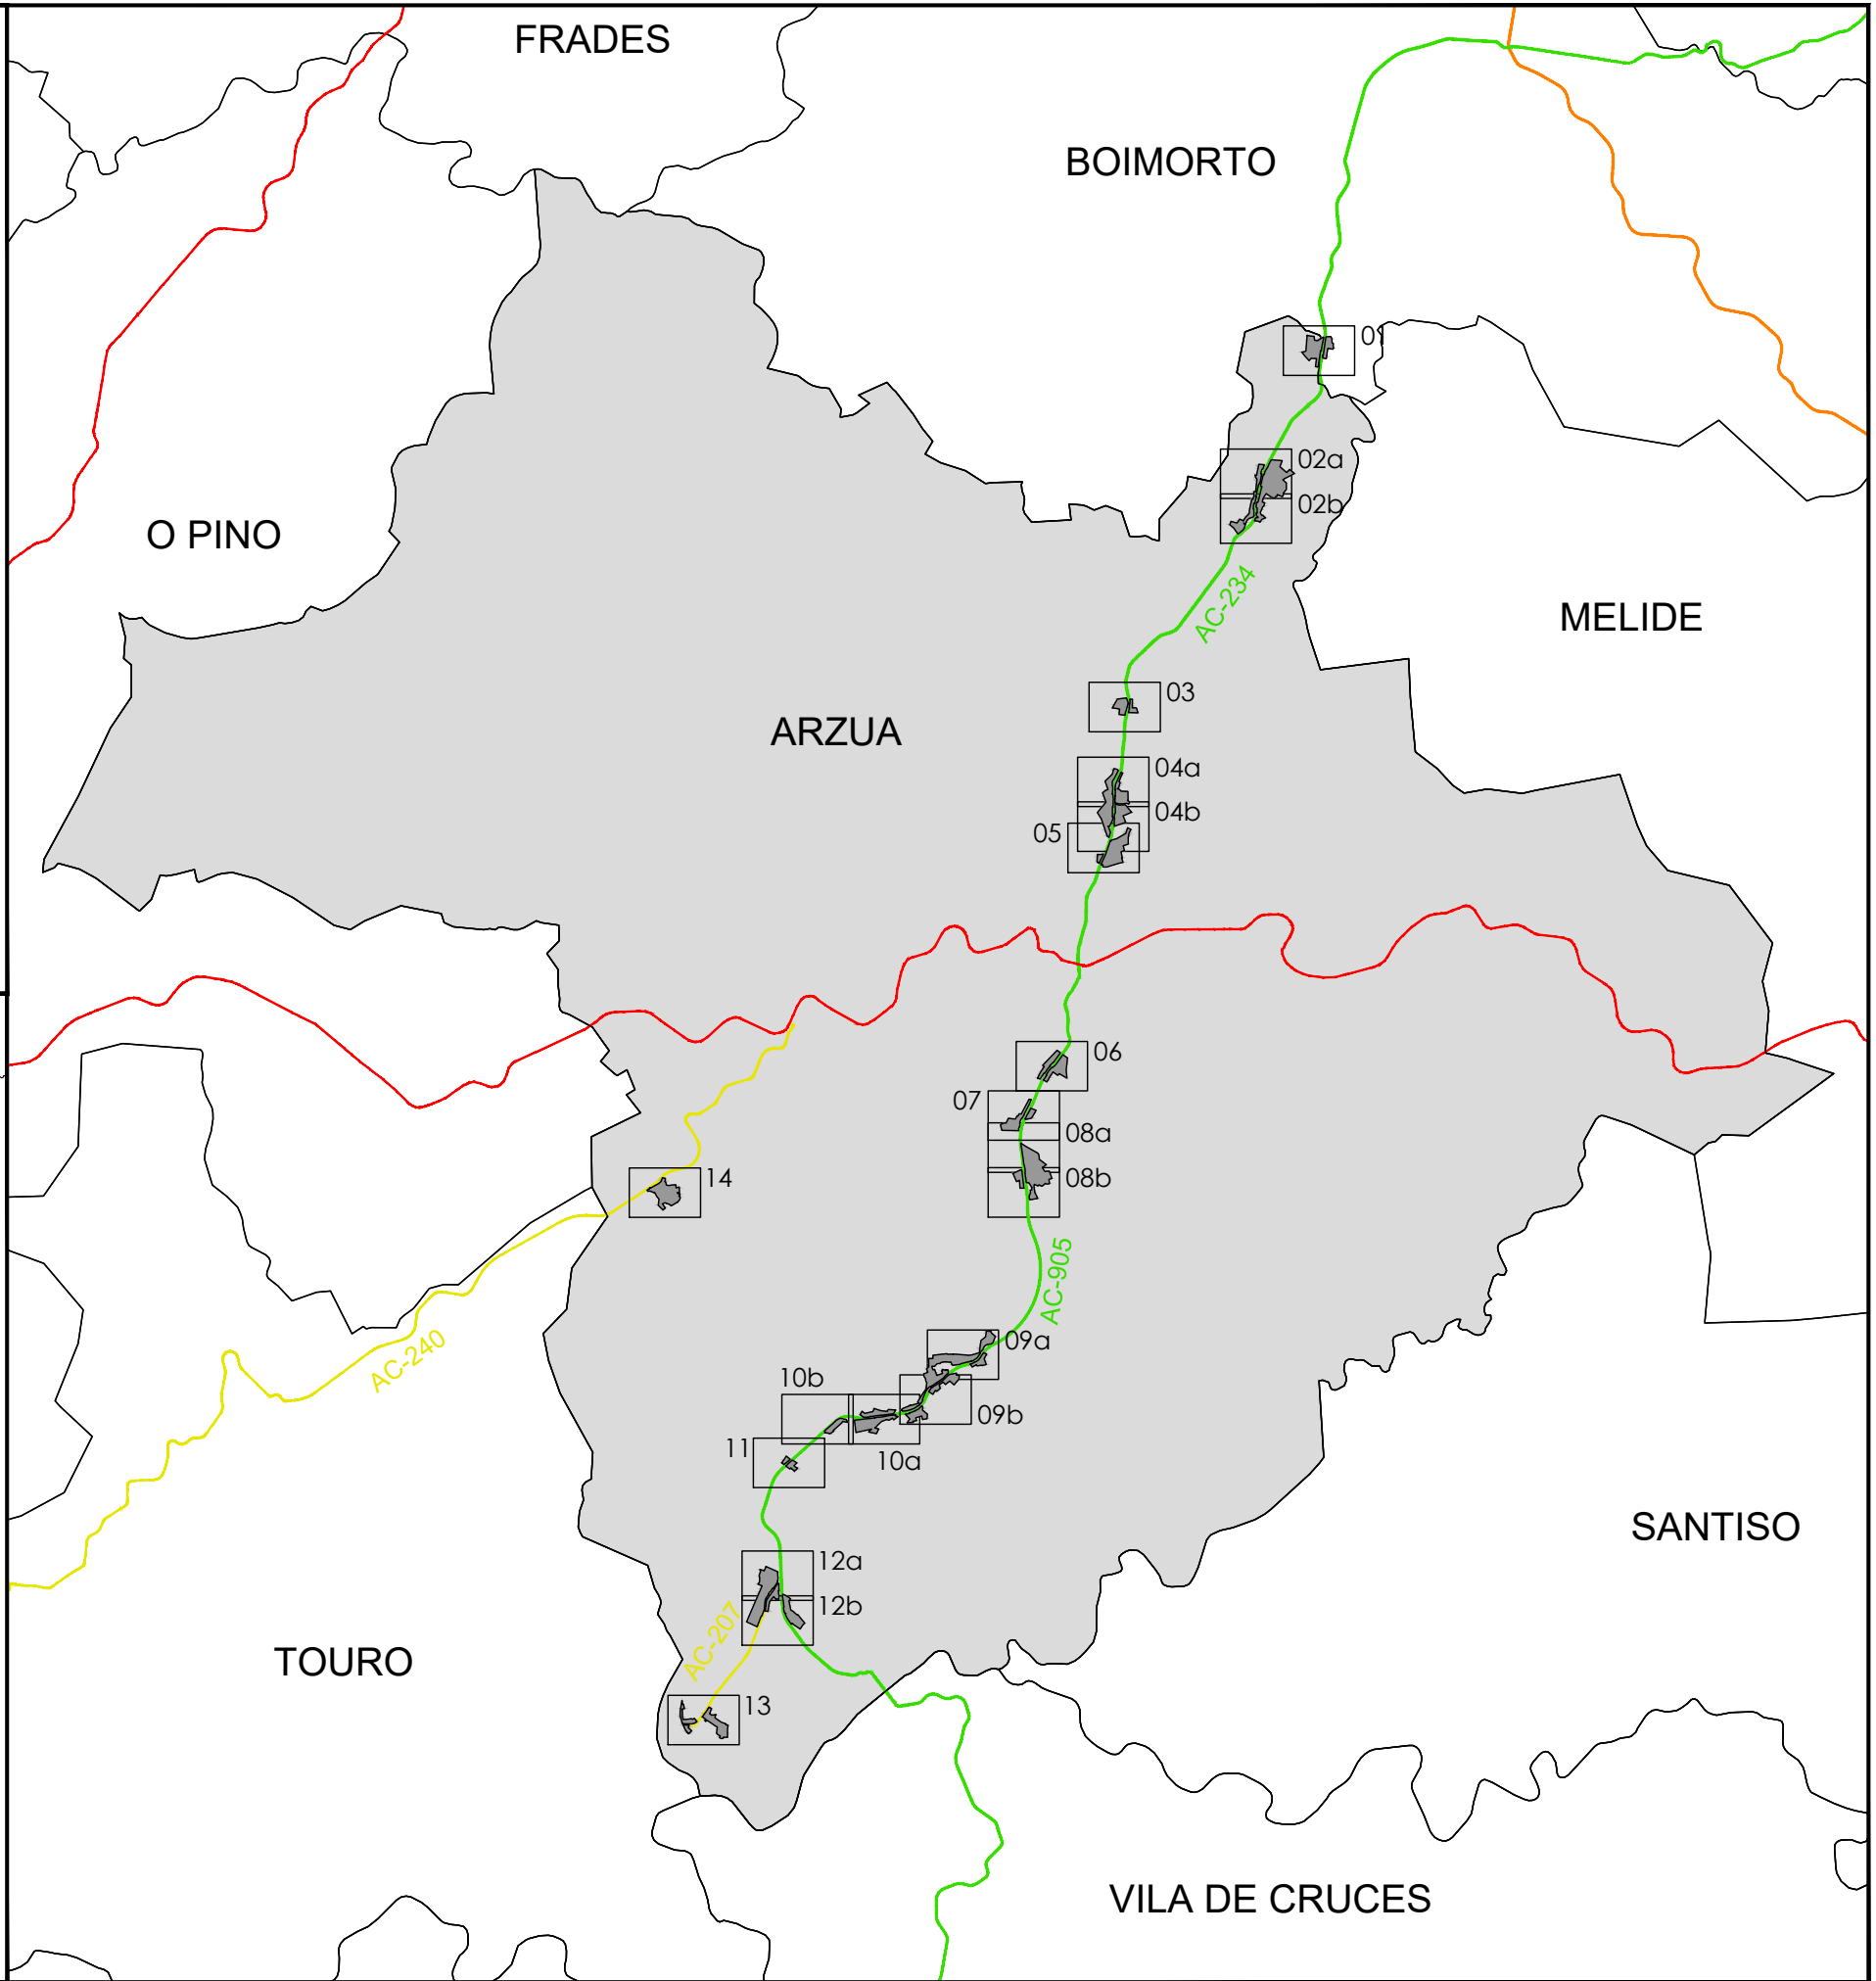 FRADES
BOIMORTO
01
02a
02b
O PINO
AC-234
MELIDE
03
ARZUA
04a
04b
05
06
07
08a
14
08b
AC-905
09a
AC-240
10b
09b
11
10a
SANTISO
12a
12b
AC-207
TOURO
13
VILA DE CRUCES